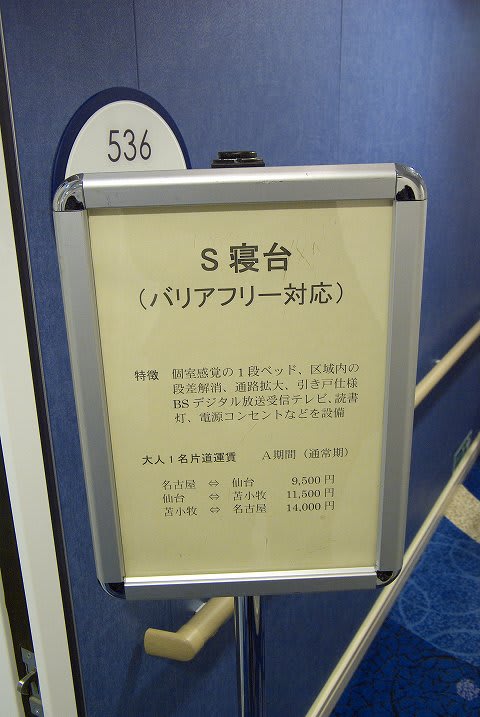 536
S寝台
（バリアフリー対応）
特徴 個室感覚の1段ベッド、区域内の
段差解消、通路拡大、引き戸仕様
BSデジタル放送受信テレビ、読書
灯、電源コンセントなどを設備
大人1名片道運賃 A期間（通常期）
名古屋 ⇔ 仙台 9,500円
仙台 ⇔ 苫小牧 11,500円
苫小牧 ⇔ 名古屋 14,000円